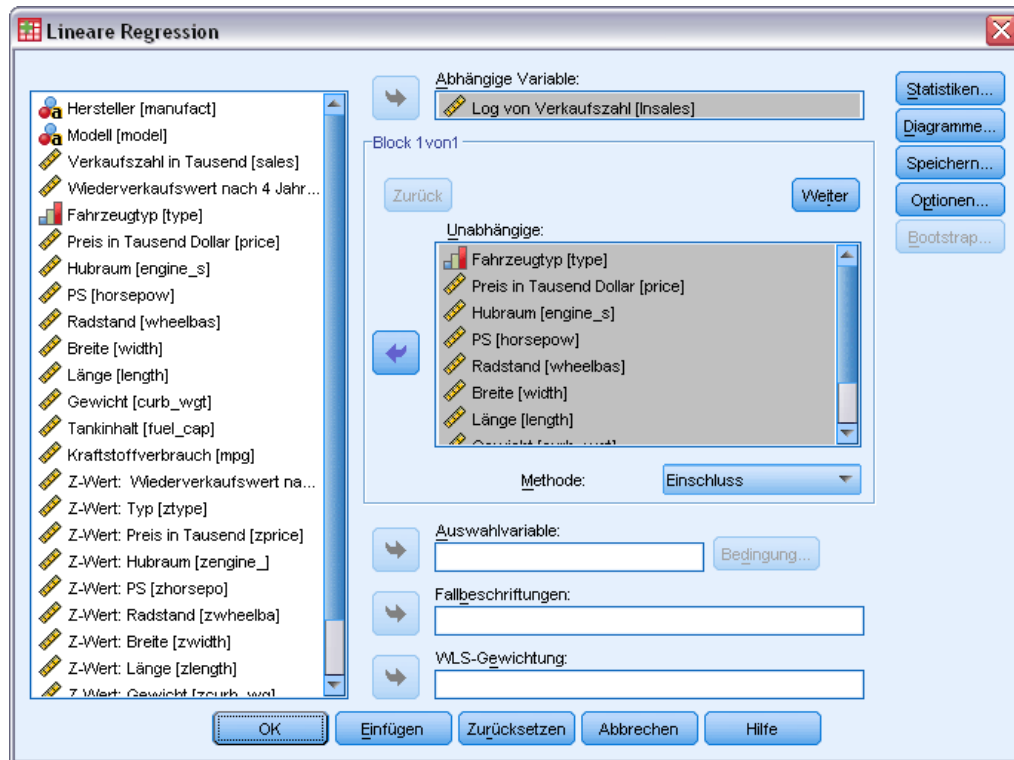 Lineare Regression
Hersteller [manufact]
Modell [model]
Verkaufszahl in Tausend [sales]
Wiederverkaufswert nach 4 Jahr...
Fahrzeugtyp [type]
Preis in Tausend Dollar [price]
Hubraum [engine_s]
PS [horsepow]
Radstand [wheelbas]
Breite [width]
Länge [length]
Gewicht [curb_wgt]
Tankinhalt [fuel_cap]
Kraftstoffverbrauch [mpg]
Z-Wert: Wiederverkaufswert na...
Z-Wert: Typ [ztype]
Z-Wert: Preis in Tausend [zprice]
Z-Wert: Hubraum [zengine_]
Z-Wert: PS [zhorsepo]
Z-Wert: Radstand [zwheelba]
Z-Wert: Breite [zwidth]
Z-Wert: Länge [zlength]
Z-Wert: Gewicht [zcurb_wg]
Abhängige Variable:
Log von Verkaufszahl [lnsales]
Block 1von1
Zurück
Weiter
Unabhängige:
Fahrzeugtyp [type]
Preis in Tausend Dollar [price]
Hubraum [engine_s]
PS [horsepow]
Radstand [wheelbas]
Breite [width]
Länge [length]
Gewicht [curb_wgt]
Methode:
Einschluss
Auswahlvariable:
Bedingung...
Fallbeschriftungen:
WLS-Gewichtung:
Statistiken...
Diagramme...
Speichern...
Optionen...
Bootstrap...
OK
Einfügen
Zurücksetzen
Abbrechen
Hilfe